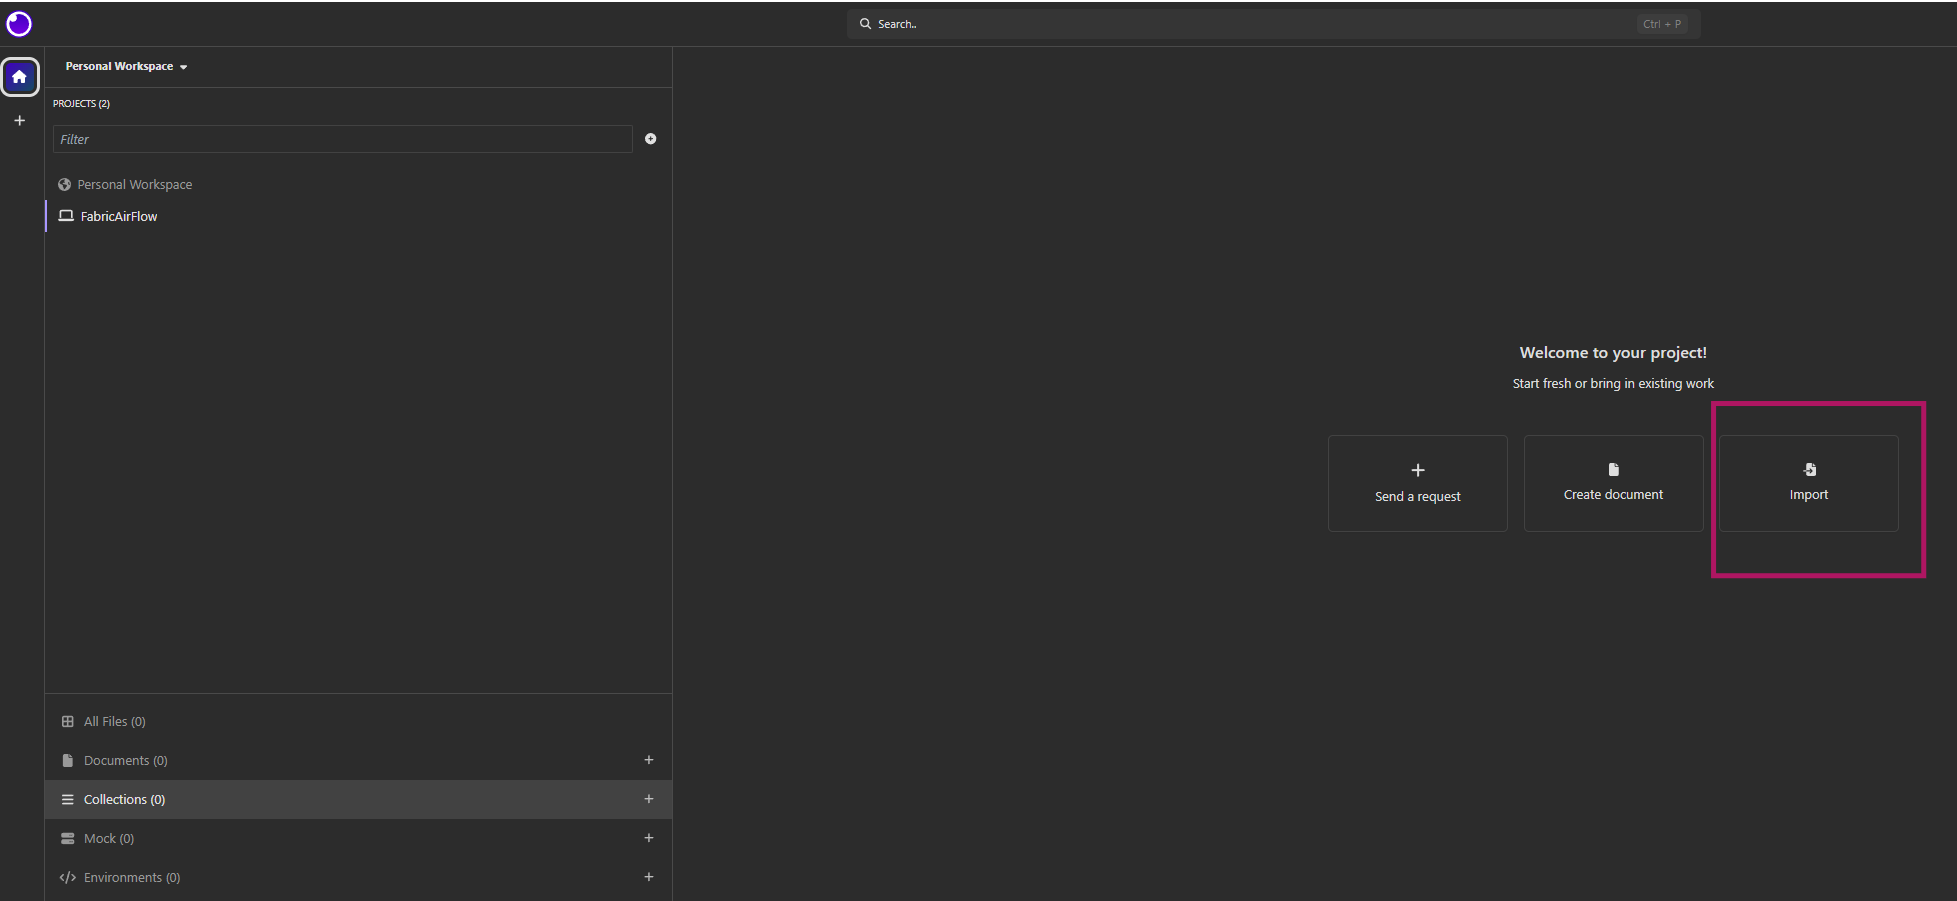 Search..
Ctrl + P
Personal Workspace
PROJECTS (2)
Filter
Personal Workspace
FabricAirFlow
Welcome to your project!
Start fresh or bring in existing work
Send a request
Create document
Import
All Files (0)
Documents (0)
Collections (0)
Mock (0)
Environments (0)